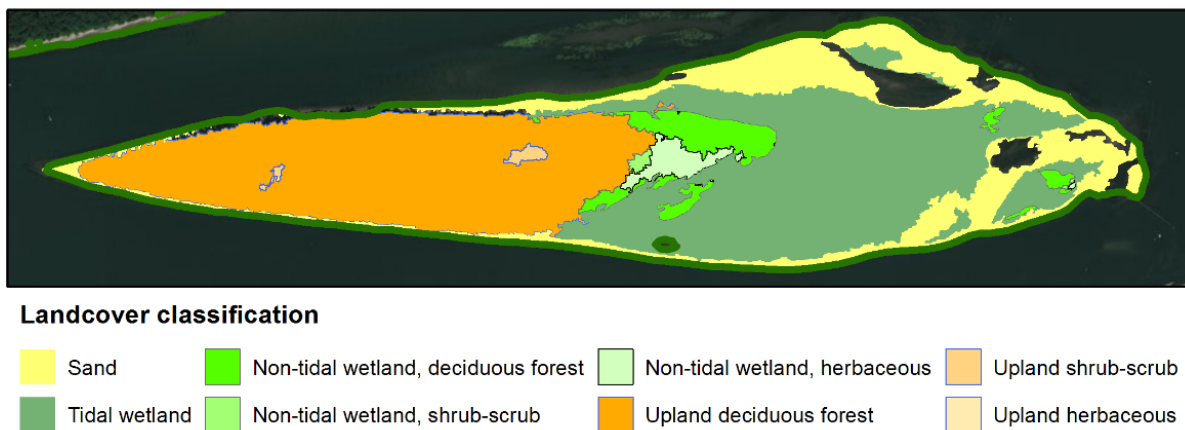 Landcover classification
Sand
Non-tidal wetland, deciduous forest
Non-tidal wetland, herbaceous
Upland shrub-scrub
Tidal wetland
Non-tidal wetland, shrub-scrub
Upland deciduous forest
Upland herbaceous